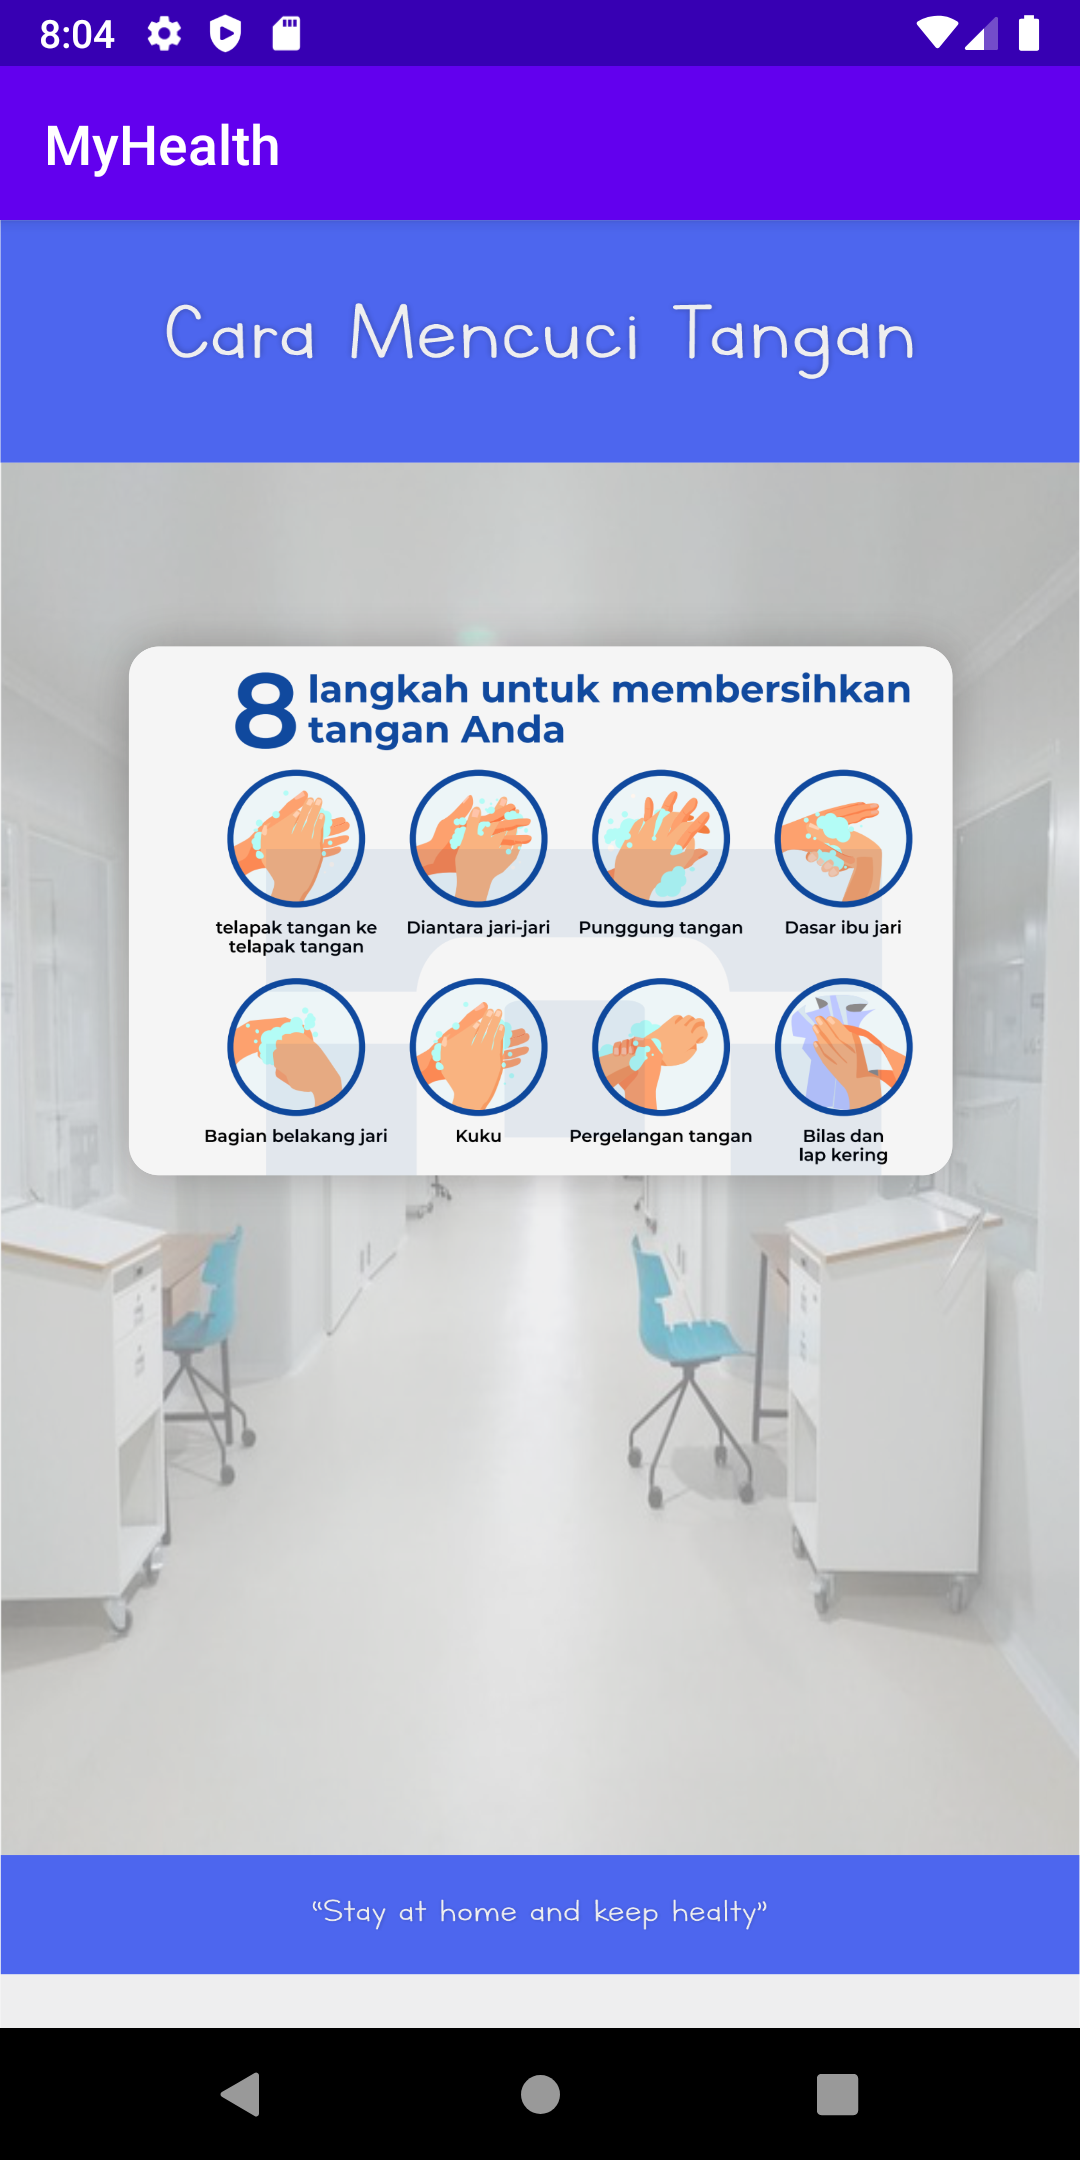 8:04
MyHealth
Cara Mencuci Tangan
8 langkah untuk membersihkan
tangan Anda
telapak tangan ke
telapak tangan
Diantara jari-jari
Punggung tangan
Dasar ibu jari
Bagian belakang jari
Kuku
Pergelangan tangan
Bilas dan
lap kering
“Stay at home and keep healty”